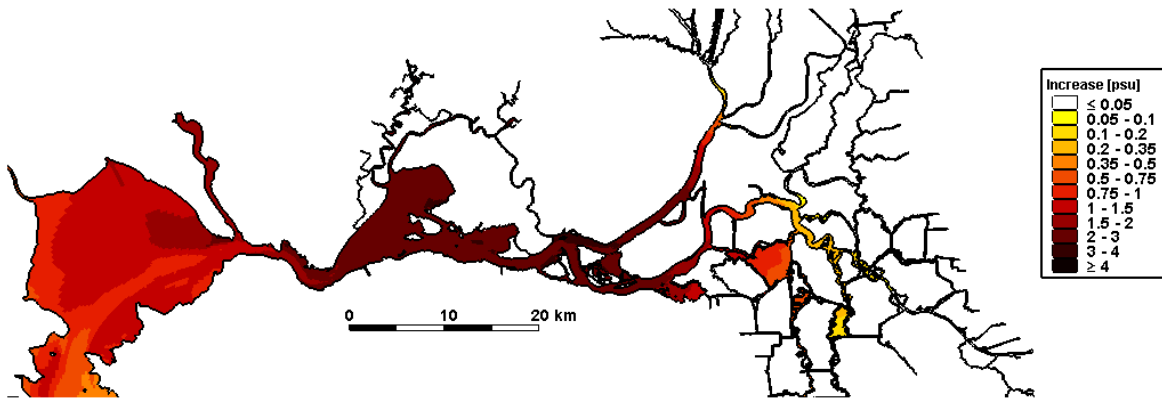 Increase [psu]
≤ 0.05
0.05 - 0.1
0.1 - 0.2
0.2 - 0.35
0.35 - 0.5
0.5 - 0.75
0.75 - 1
1 - 1.5
1.5 - 2
2 - 3
3 - 4
≥ 4
0 10 20 km